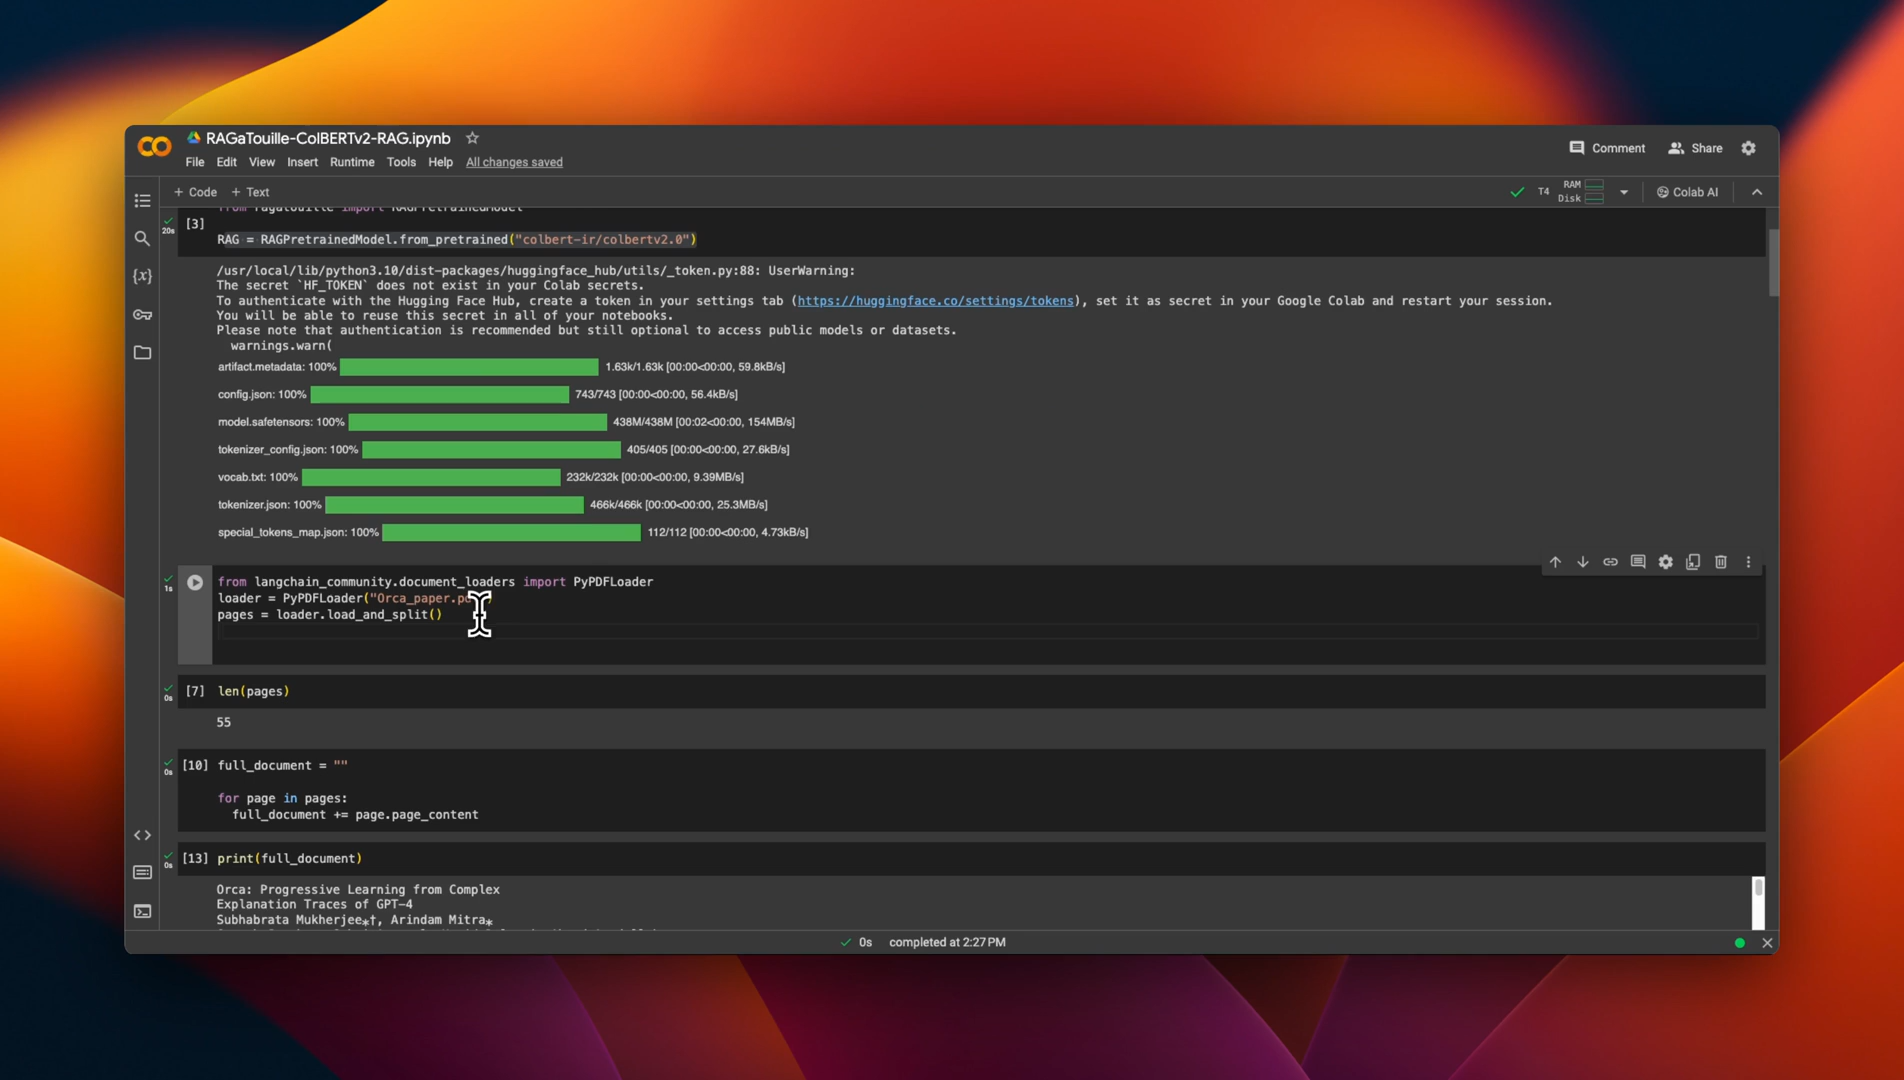 RAGaTouille-ColBERTv2-RAG.ipynb
File Edit View Insert Runtime Tools Help All changes saved
Comment Share
+ Code + Text
T4 RAM Disk Colab AI
from ragatouille import RAGPretrainedModel
[3]
20s
RAG = RAGPretrainedModel.from_pretrained("colbert-ir/colbertv2.0")
/usr/local/lib/python3.10/dist-packages/huggingface_hub/utils/_token.py:88: UserWarning:
The secret `HF_TOKEN` does not exist in your Colab secrets.
To authenticate with the Hugging Face Hub, create a token in your settings tab (https://huggingface.co/settings/tokens), set it as secret in your Google Colab and restart your session.
You will be able to reuse this secret in all of your notebooks.
Please note that authentication is recommended but still optional to access public models or datasets.
warnings.warn(
artifact.metadata: 100% 1.63k/1.63k [00:00<00:00, 59.8kB/s]
config.json: 100% 743/743 [00:00<00:00, 56.4kB/s]
model.safetensors: 100% 438M/438M [00:02<00:00, 154MB/s]
tokenizer_config.json: 100% 405/405 [00:00<00:00, 27.6kB/s]
vocab.txt: 100% 232k/232k [00:00<00:00, 9.39MB/s]
tokenizer.json: 100% 466k/466k [00:00<00:00, 25.3MB/s]
special_tokens_map.json: 100% 112/112 [00:00<00:00, 4.73kB/s]
1s
from langchain_community.document_loaders import PyPDFLoader
loader = PyPDFLoader("Orca_paper.p
pages = loader.load_and_split()
[7] len(pages)
0s
55
[10] full_document = ""
0s
for page in pages:
full_document += page.page_content
[13] print(full_document)
0s
Orca: Progressive Learning from Complex
Explanation Traces of GPT-4
Subhabrata Mukherjee∗†, Arindam Mitra∗
0s completed at 2:27 PM